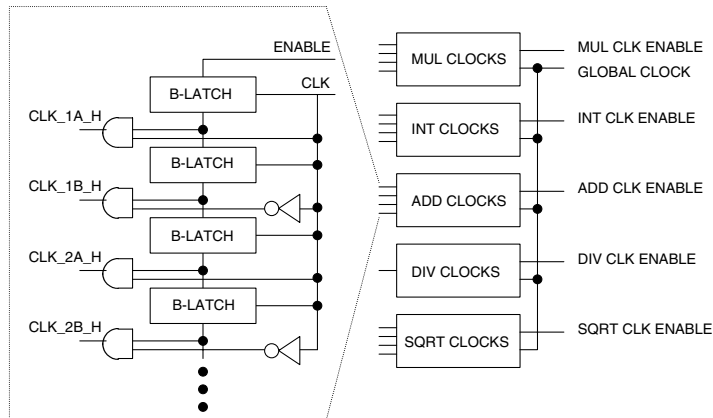 ENABLE
CLK
B-LATCH
CLK_1A_H
B-LATCH
CLK_1B_H
B-LATCH
CLK_2A_H
B-LATCH
CLK_2B_H
MUL CLOCKS
MUL CLK ENABLE
GLOBAL CLOCK
INT CLOCKS
INT CLK ENABLE
ADD CLOCKS
ADD CLK ENABLE
DIV CLOCKS
DIV CLK ENABLE
SQRT CLOCKS
SQRT CLK ENABLE